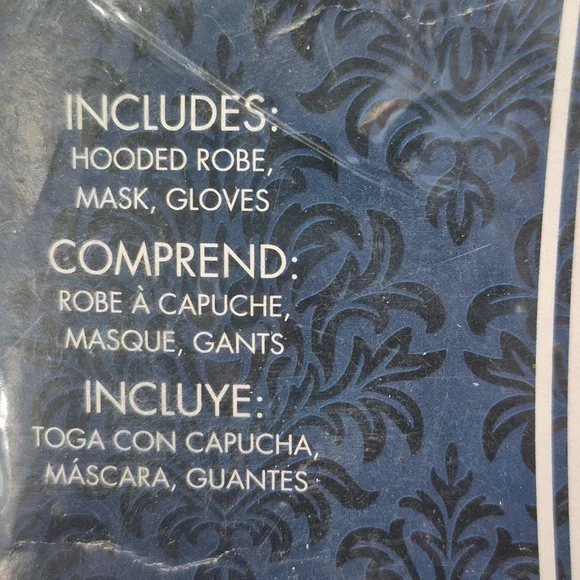 INCLUDES:
HOODED ROBE,
MASK, GLOVES
COMPREND:
ROBE À CAPUCHE,
MASQUE, GANTS
INCLUYE:
TOGA CON CAPUCHA,
MÁSCARA, GUANTES